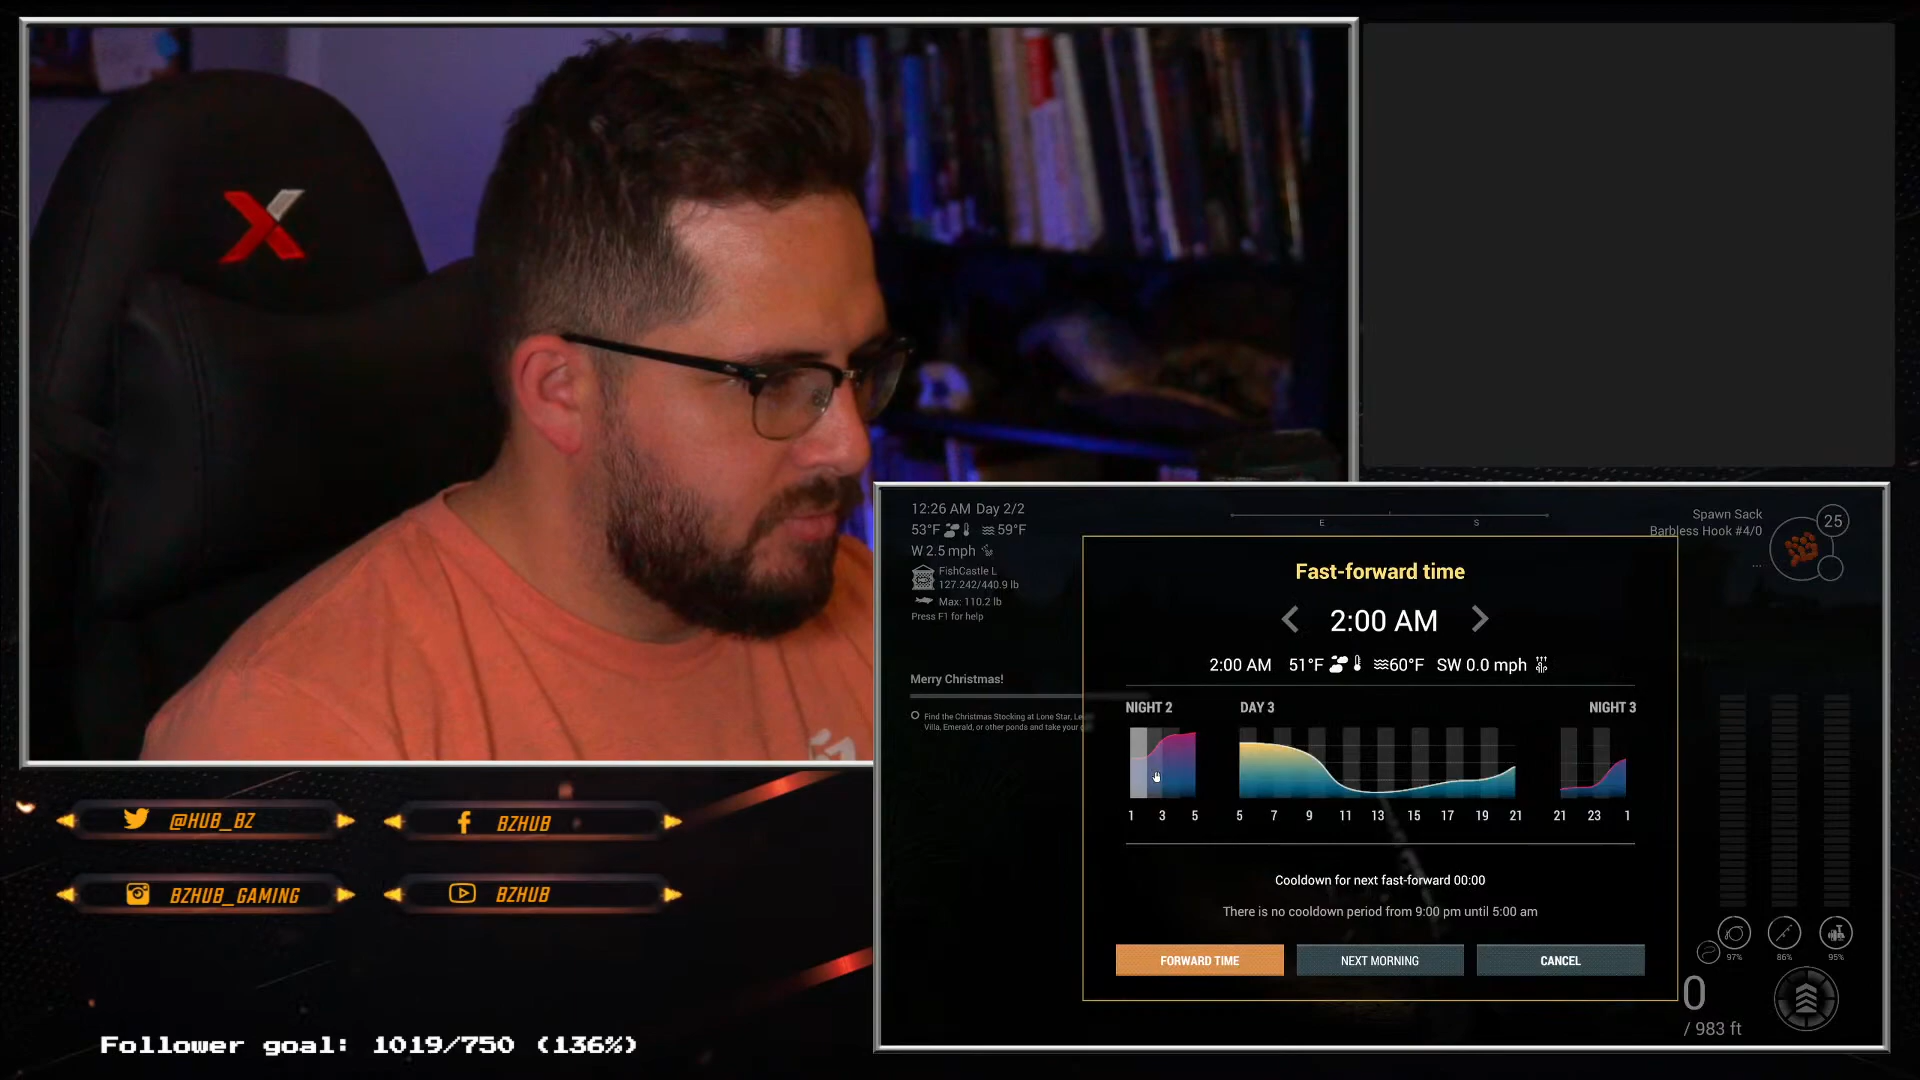 X
@HUB_BZ
BZHUB
BZHUB_GAMING
BZHUB
Follower goal: 1019/750 (136%)
12:26 AM Day 2/2
53°F 59°F
W 2.5 mph
FishCastle L
127.242/440.9 lb
Max: 110.2 lb
Press F1 for help
Merry Christmas!
Find the Christmas Stocking at Lone Star,
Villa, Emerald, or other ponds and take your
E S
Spawn Sack
Barbless Hook #4/0
25
...
Fast-forward time
2:00 AM
2:00 AM 51°F 60°F SW 0.0 mph
NIGHT 2 DAY 3 NIGHT 3
1 3 5 5 7 9 11 13 15 17 19 21 21 23 1
Cooldown for next fast-forward 00:00
There is no cooldown period from 9:00 pm until 5:00 am
FORWARD TIME NEXT MORNING CANCEL
97% 86% 95%
0
/ 983 ft